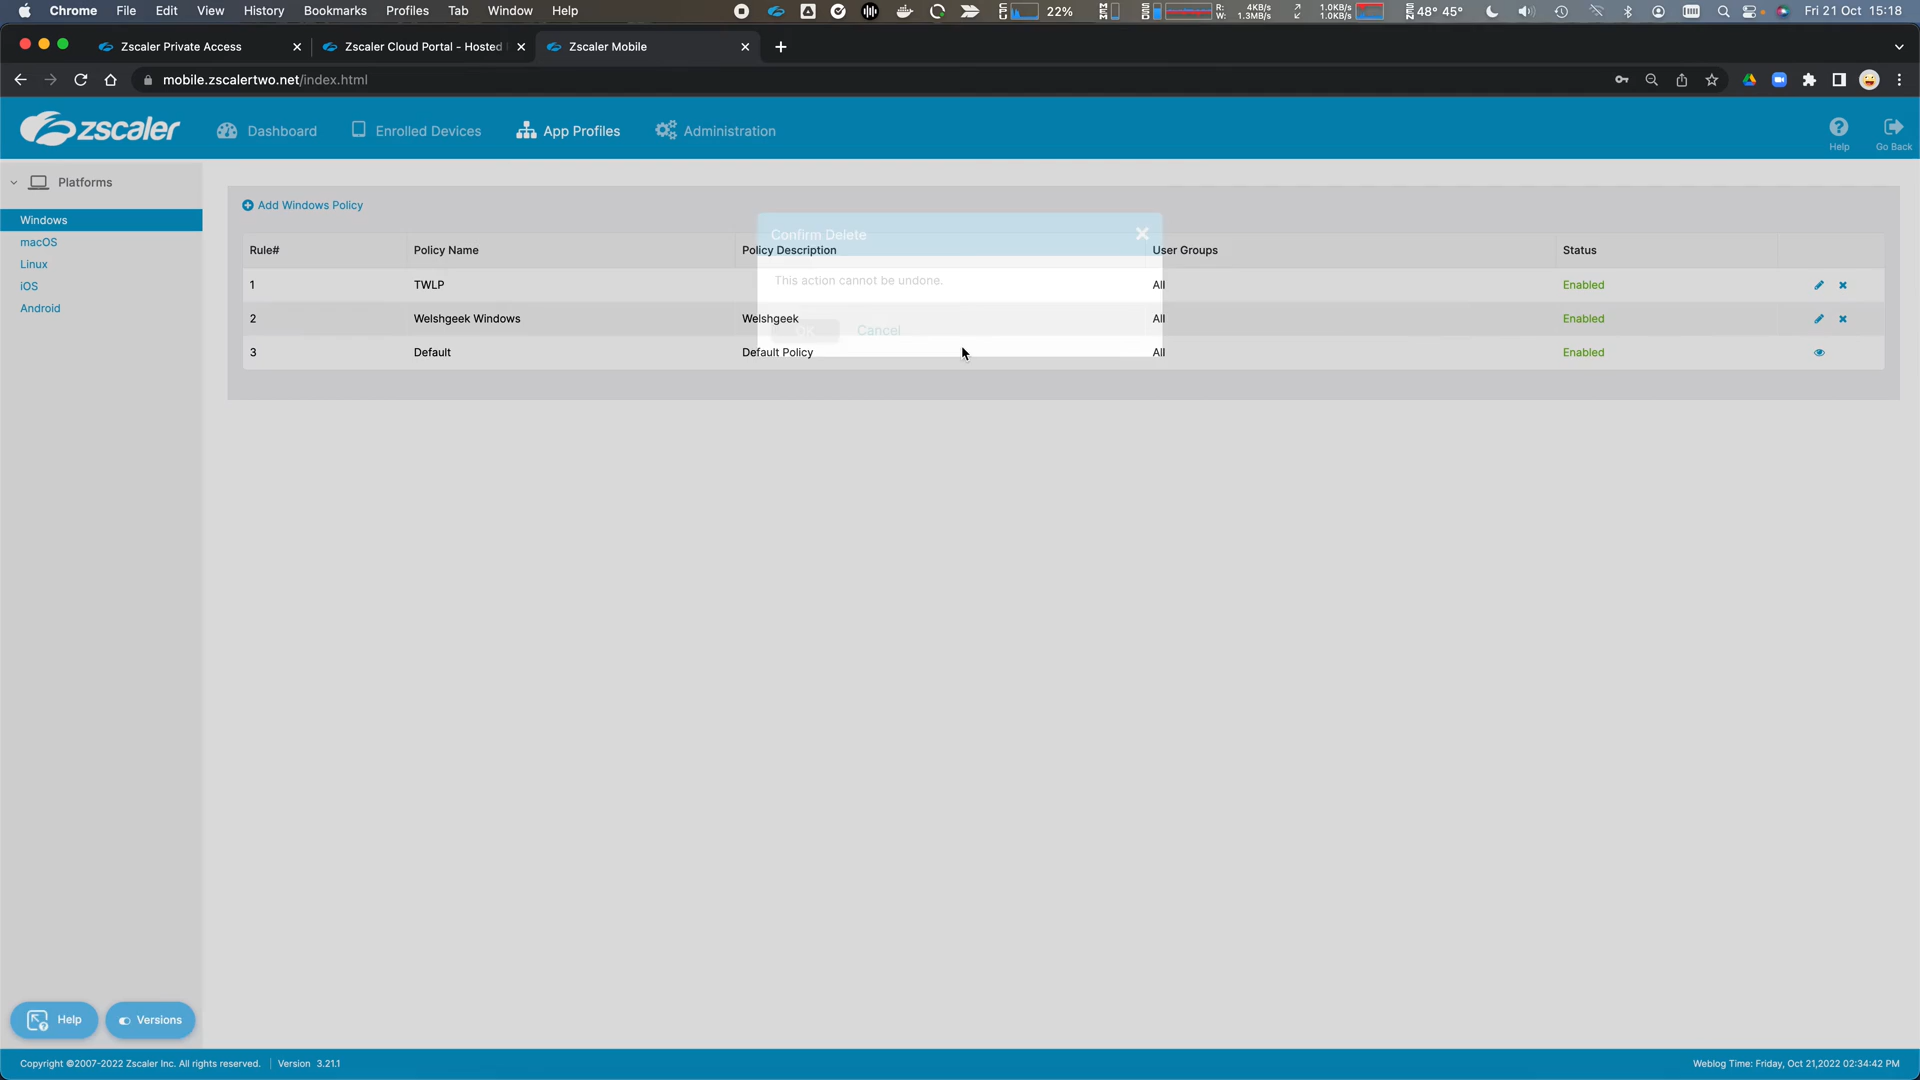 Chrome File Edit View History Bookmarks Profiles Tab Window Help 22% R: 4KB/s W: 1.3MB/s 1.0KB/s 1.0KB/s 48° 45° Fri 21 Oct 15:18
Zscaler Private Access Zscaler Cloud Portal - Hosted Zscaler Mobile
mobile.zscalertwo.net/index.html
zscaler Dashboard Enrolled Devices App Profiles Administration Help Go Back
Platforms
Windows
macOS
Linux
iOS
Android
Add Windows Policy
Confirm Delete
This action cannot be undone.
OK Cancel
Rule# Policy Name Policy Description User Groups Status
1 TWLP All Enabled
2 Welshgeek Windows Welshgeek All Enabled
3 Default Default Policy All Enabled
Help Versions
Copyright ©2007-2022 Zscaler Inc. All rights reserved. | Version 3.21.1 Weblog Time: Friday, Oct 21,2022 02:34:42 PM